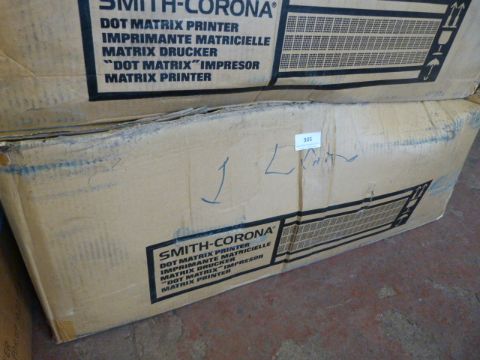 SMITH-CORONA®
DOT MATRIX PRINTER
IMPRIMANTE MATRICIELLE
MATRIX DRUCKER
"DOT MATRIX" IMPRESOR
MATRIX PRINTER
SMITH-CORONA®
DOT MATRIX PRINTER
IMPRIMANTE MATRICIELLE
MATRIX DRUCKER
"DOT MATRIX" IMPRESOR
MATRIX PRINTER